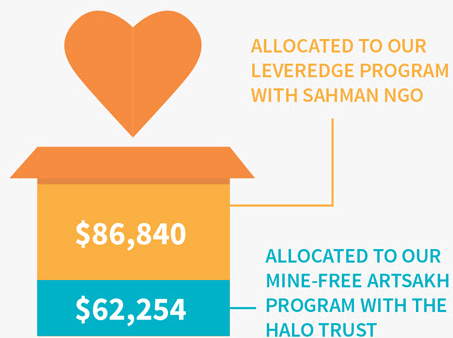 ALLOCATED TO OUR
LEVEREDGE PROGRAM
WITH SAHMAN NGO
$86,840
ALLOCATED TO OUR
MINE-FREE ARTSAKH
PROGRAM WITH THE
HALO TRUST
$62,254